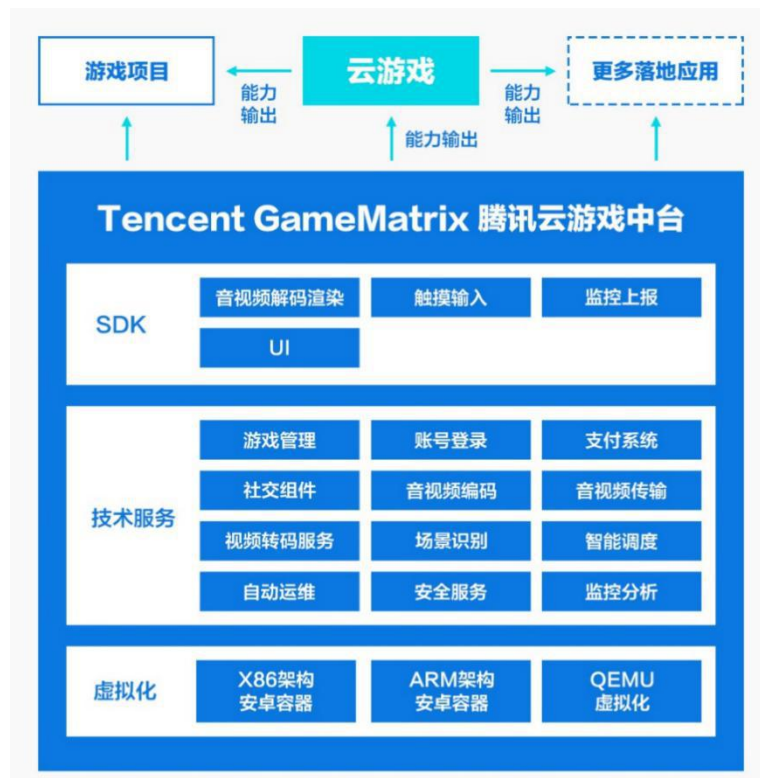 游戏项目
云游戏
更多落地应用
能力
输出
能力
输出
能力输出
Tencent GameMatrix 腾讯云游戏中台
SDK
音视频解码渲染
触摸输入
监控上报
UI
技术服务
游戏管理
账号登录
支付系统
社交组件
音视频编码
音视频传输
视频转码服务
场景识别
智能调度
自动运维
安全服务
监控分析
虚拟化
X86架构
安卓容器
ARM架构
安卓容器
QEMU
虚拟化